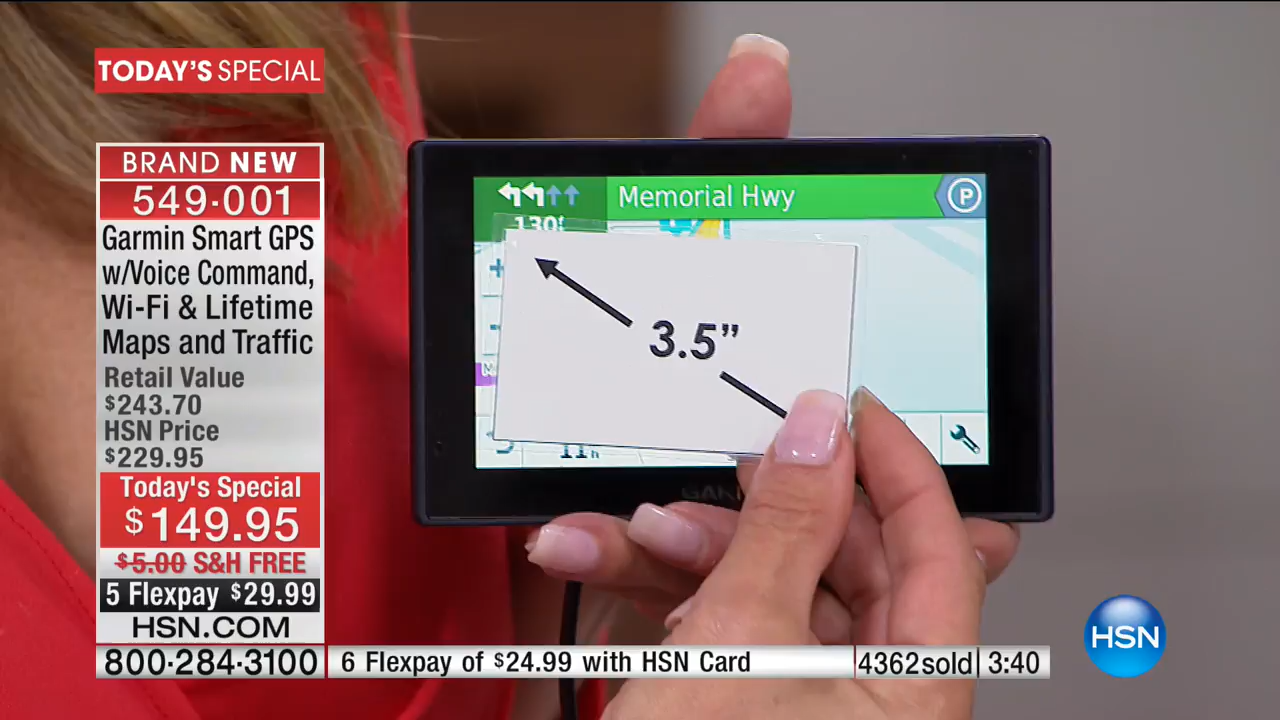 TODAY'S SPECIAL
BRAND NEW
549·001
Garmin Smart GPS
w/Voice Command,
Wi-Fi & Lifetime
Maps and Traffic
Retail Value
$243.70
HSN Price
$229.95
Today's Special
$149.95
$5.00 S&H FREE
5 Flexpay $29.99
HSN.COM
800·284·3100
6 Flexpay of $24.99 with HSN Card
4362sold
3:40
Memorial Hwy
P
130'
3.5"
HSN